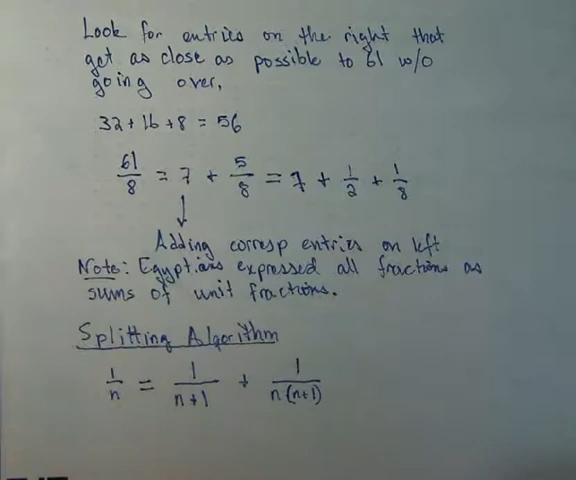 Look for entries on the right that
get as close as possible to 61 w/o
going over.
32 + 16 + 8 = 56
61/8 = 7 + 5/8 = 7 + 1/2 + 1/8
Adding corresp entries on left
Note: Egyptians expressed all fractions as
sums of unit fractions.
Splitting Algorithm
1/n = 1/(n+1) + 1/(n(n+1))